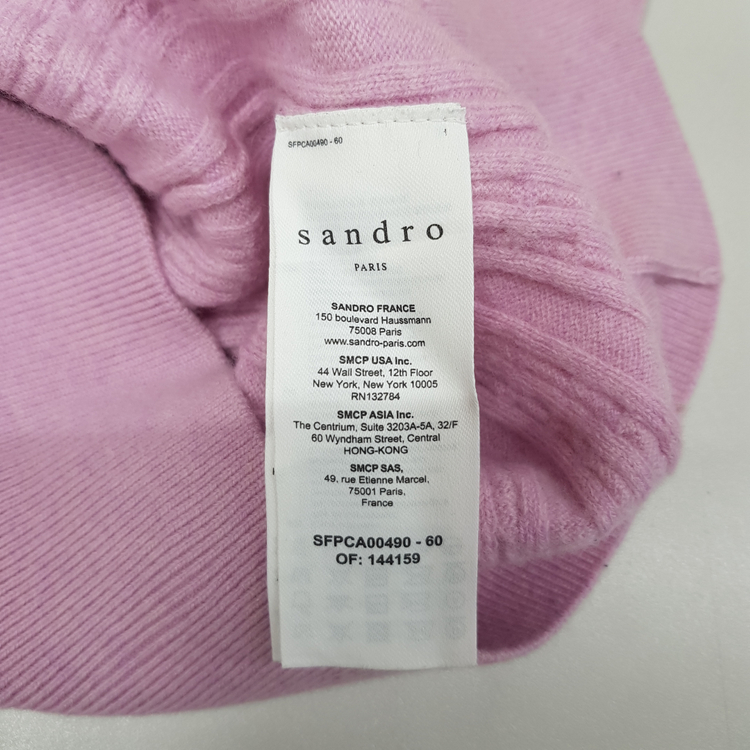 SFPCA00490 - 60
1
sandro
PARIS
SANDRO FRANCE
150 boulevard Haussmann
75008 Paris
www.sandro-paris.com
SMCP USA Inc.
44 Wall Street, 12th Floor
New York, New York 10005
RN132784
SMCP ASIA Inc.
The Centrium, Suite 3203A-5A, 32/F
60 Wyndham Street, Central
HONG-KONG
SMCP SAS,
49, rue Etienne Marcel,
75001 Paris,
France
SFPCA00490 - 60
OF: 144159